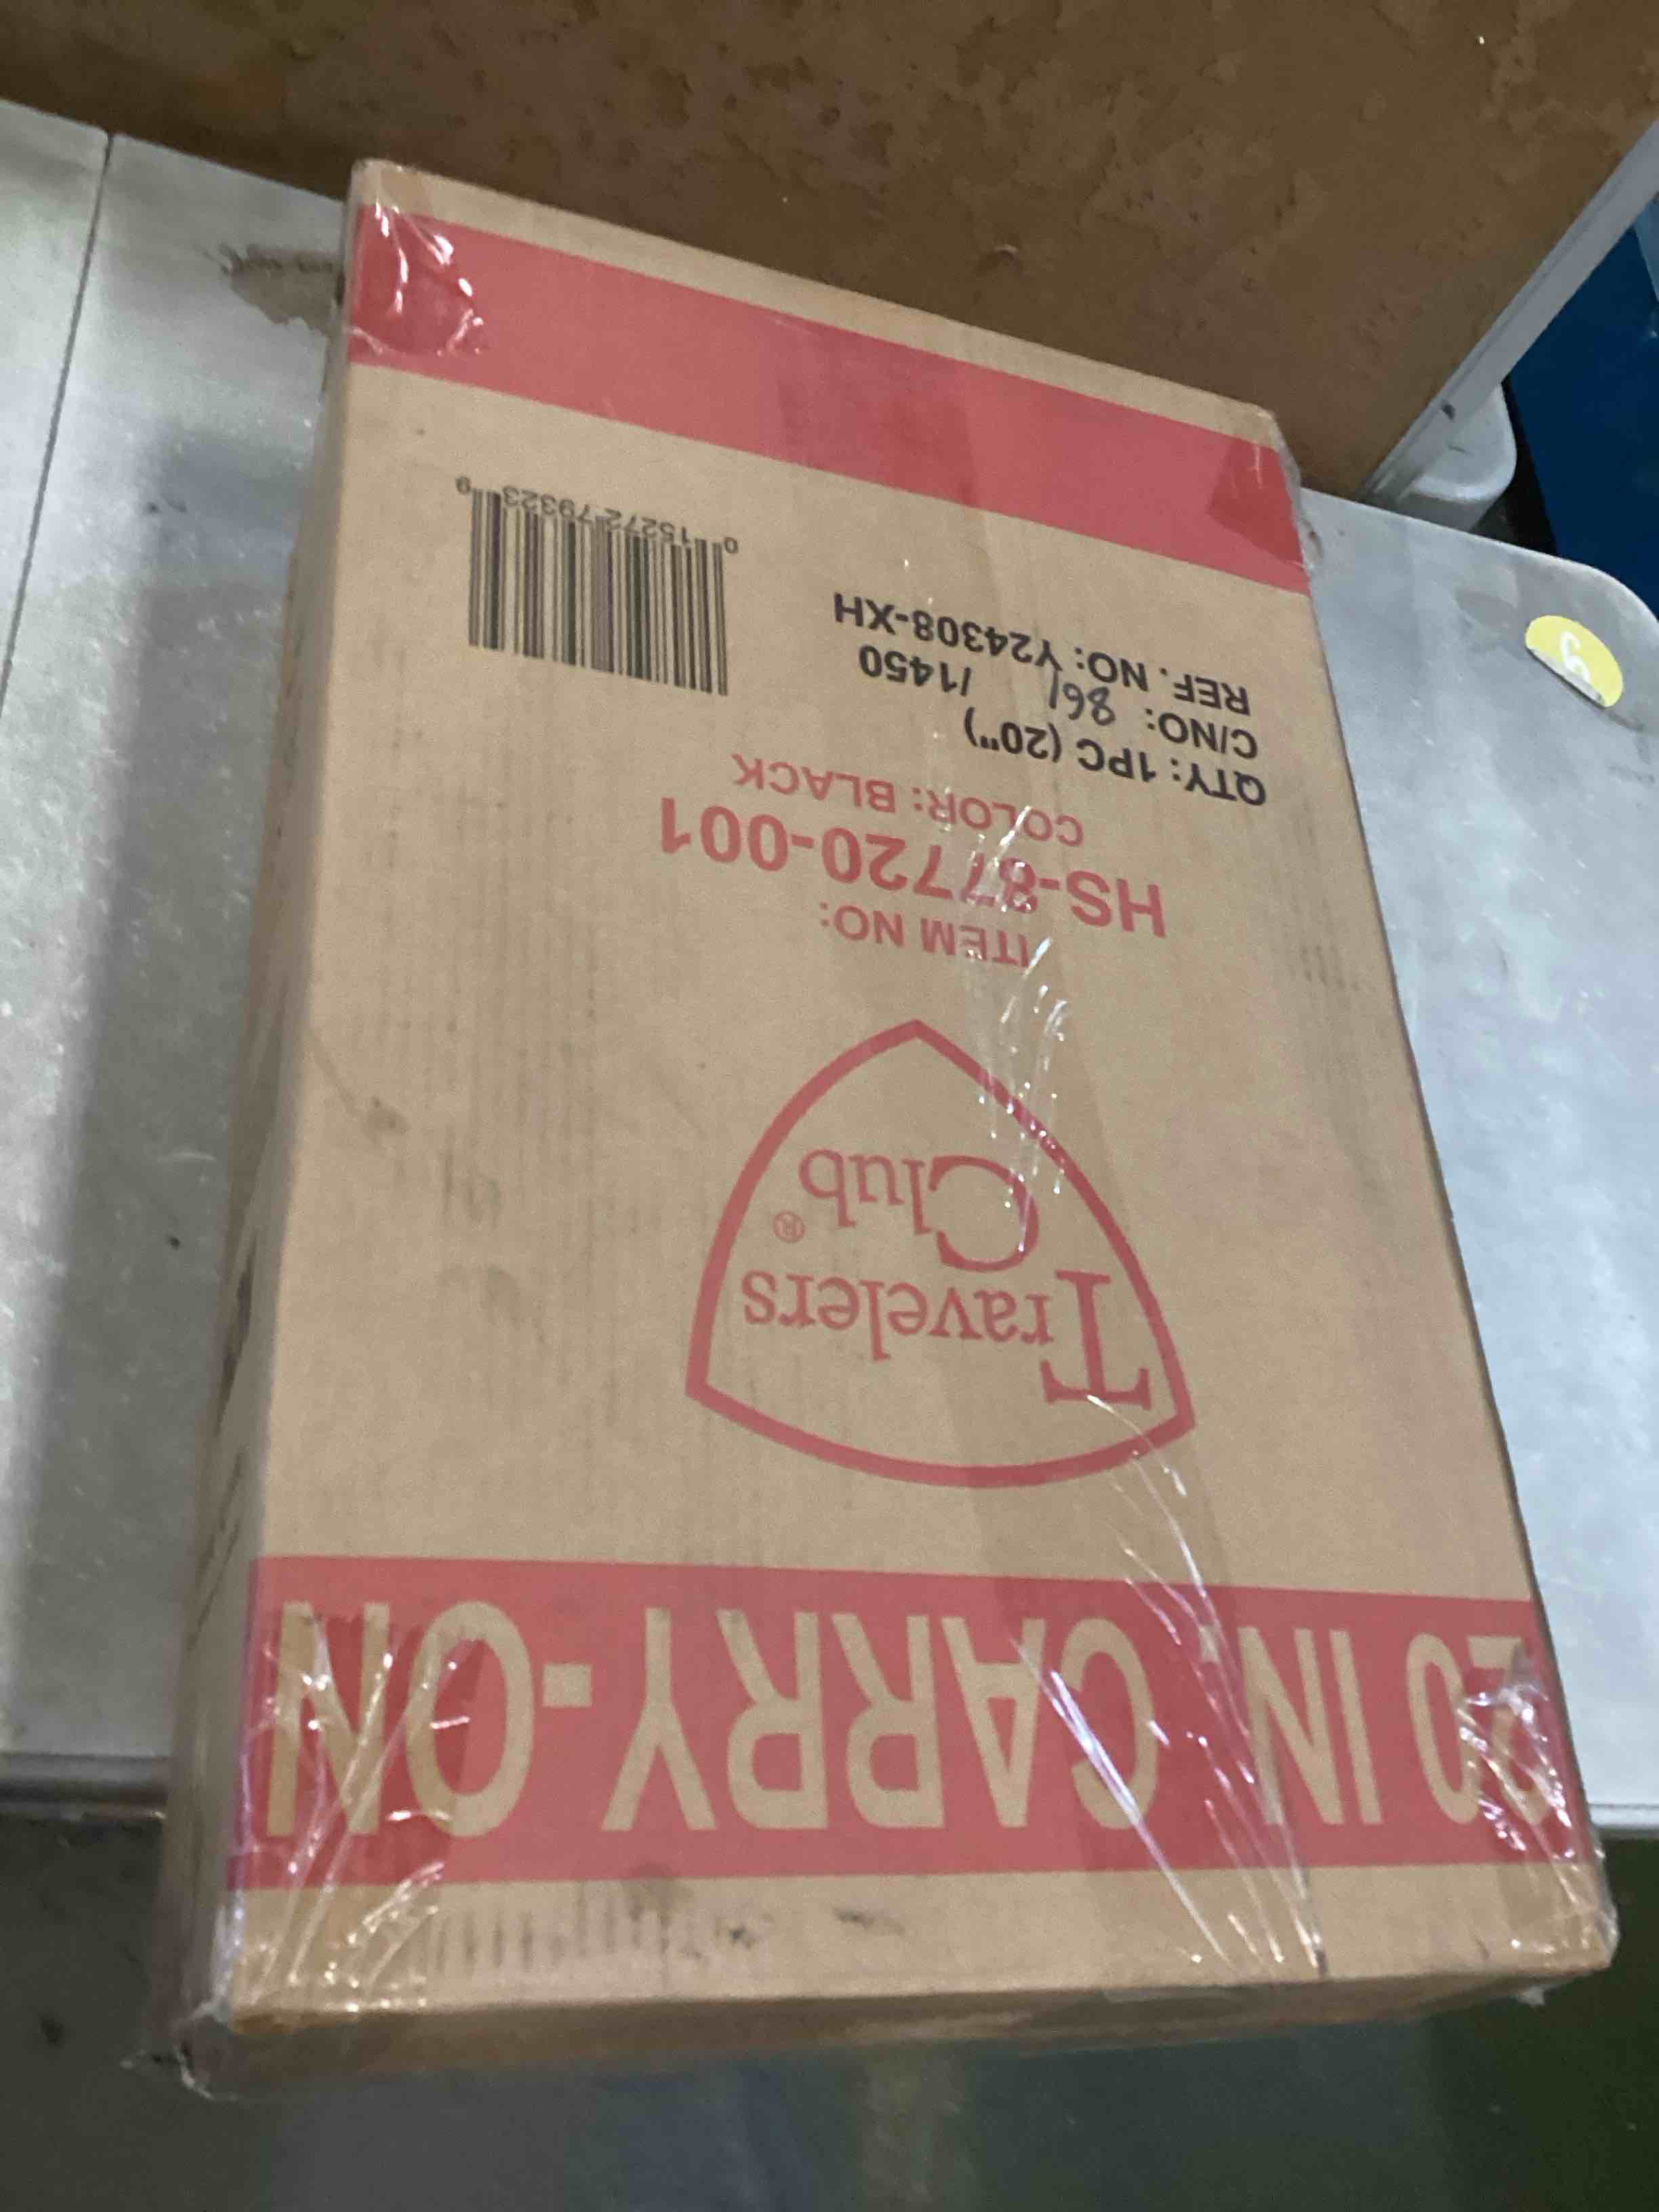 20 IN. CARRY-ON
Travelers
Club®
ITEM NO:
HS-87720-001
COLOR: BLACK
QTY: 1PC (20")
C/NO: 861 /1450
REF. NO: Y24308-XH
0 15272 79323 9